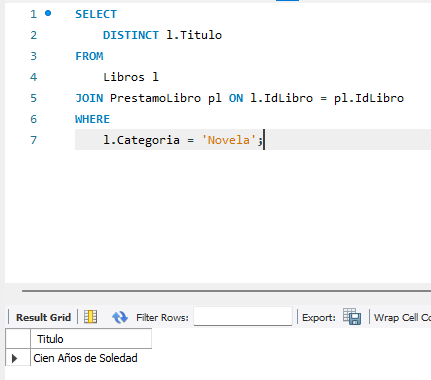 1 SELECT
2 DISTINCT l.Titulo
3 FROM
4 Libros l
5 JOIN PrestamoLibro pl ON l.IdLibro = pl.IdLibro
6 WHERE
7 l.Categoria = 'Novela';
Result Grid Filter Rows: Export: Wrap Cell Co
Titulo
Cien Años de Soledad